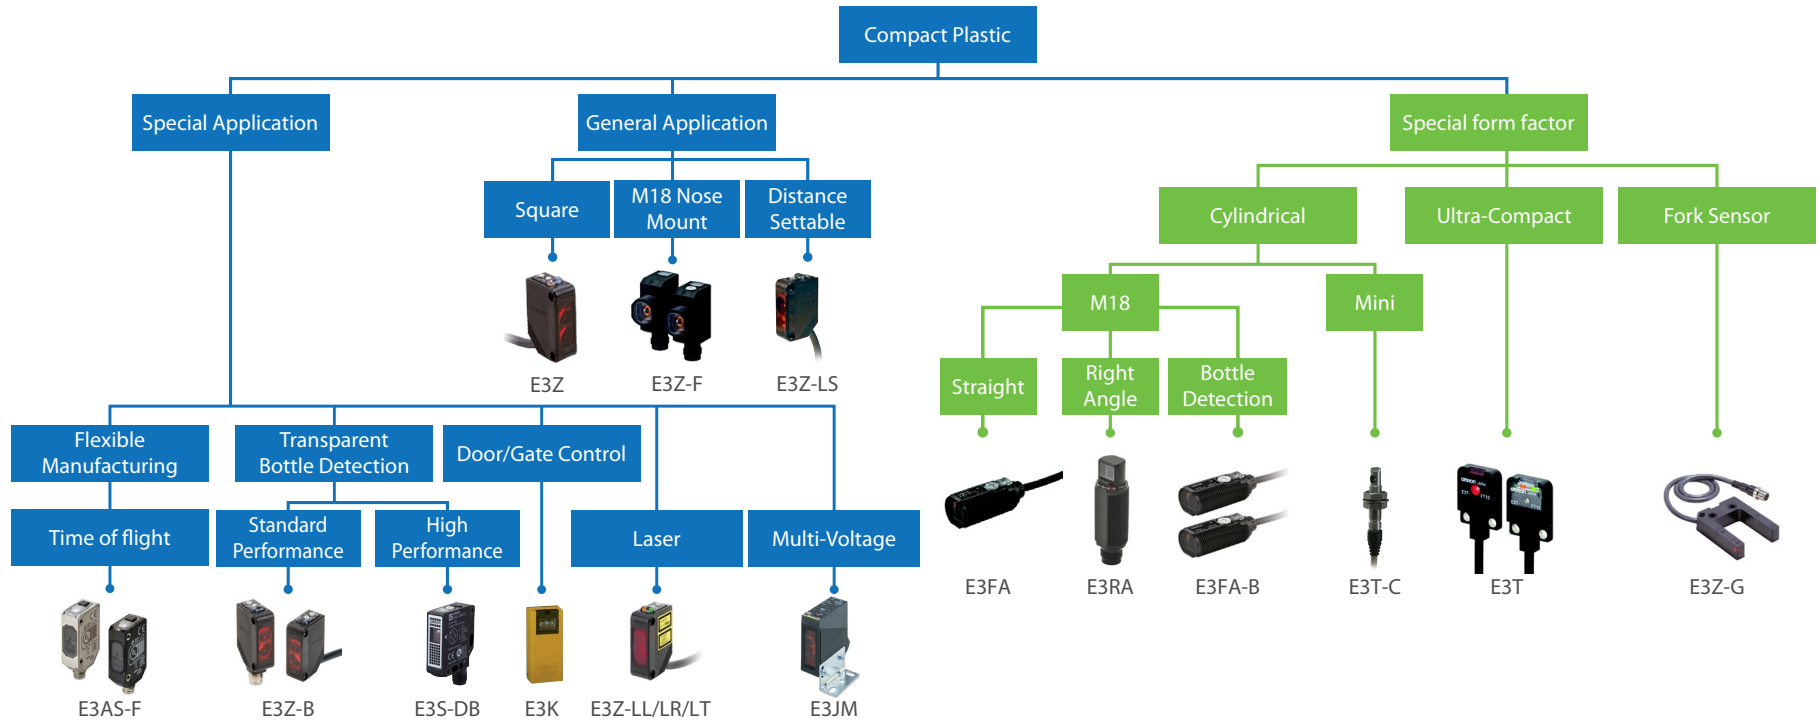 Compact Plastic
Special Application
General Application
Special form factor
Square
M18 Nose
Mount
Distance
Settable
Cylindrical
Ultra-Compact
Fork Sensor
M18
Mini
E3Z
E3Z-F
E3Z-LS
Straight
Right
Angle
Bottle
Detection
Flexible
Manufacturing
Transparent
Bottle Detection
Door/Gate Control
Time of flight
Standard
Performance
High
Performance
Laser
Multi-Voltage
E3FA
E3RA
E3FA-B
E3T-C
E3T
E3Z-G
E3AS-F
E3Z-B
E3S-DB
E3K
E3Z-LL/LR/LT
E3JM